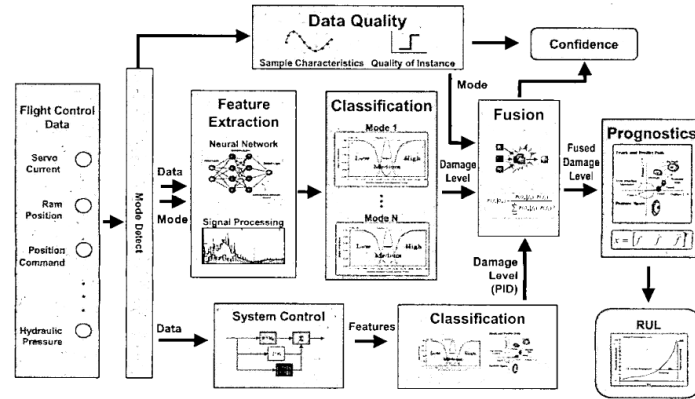 Data Quality
Sample Characteristics
Quality of Instance
Confidence
Mode
Flight Control
Data
Servo
Current
Ram
Position
Position
Command
Hydraulic
Pressure
Mode Detect
Data
Mode
Feature
Extraction
Neural Network
Signal Processing
Classification
Mode 1
Low
Medium
High
Mode N
Low
Medium
High
Damage
Level
Fusion
Fused
Damage
Level
Prognostics
Damage
Level
(PID)
Data
System Control
Features
Classification
Low
High
RUL